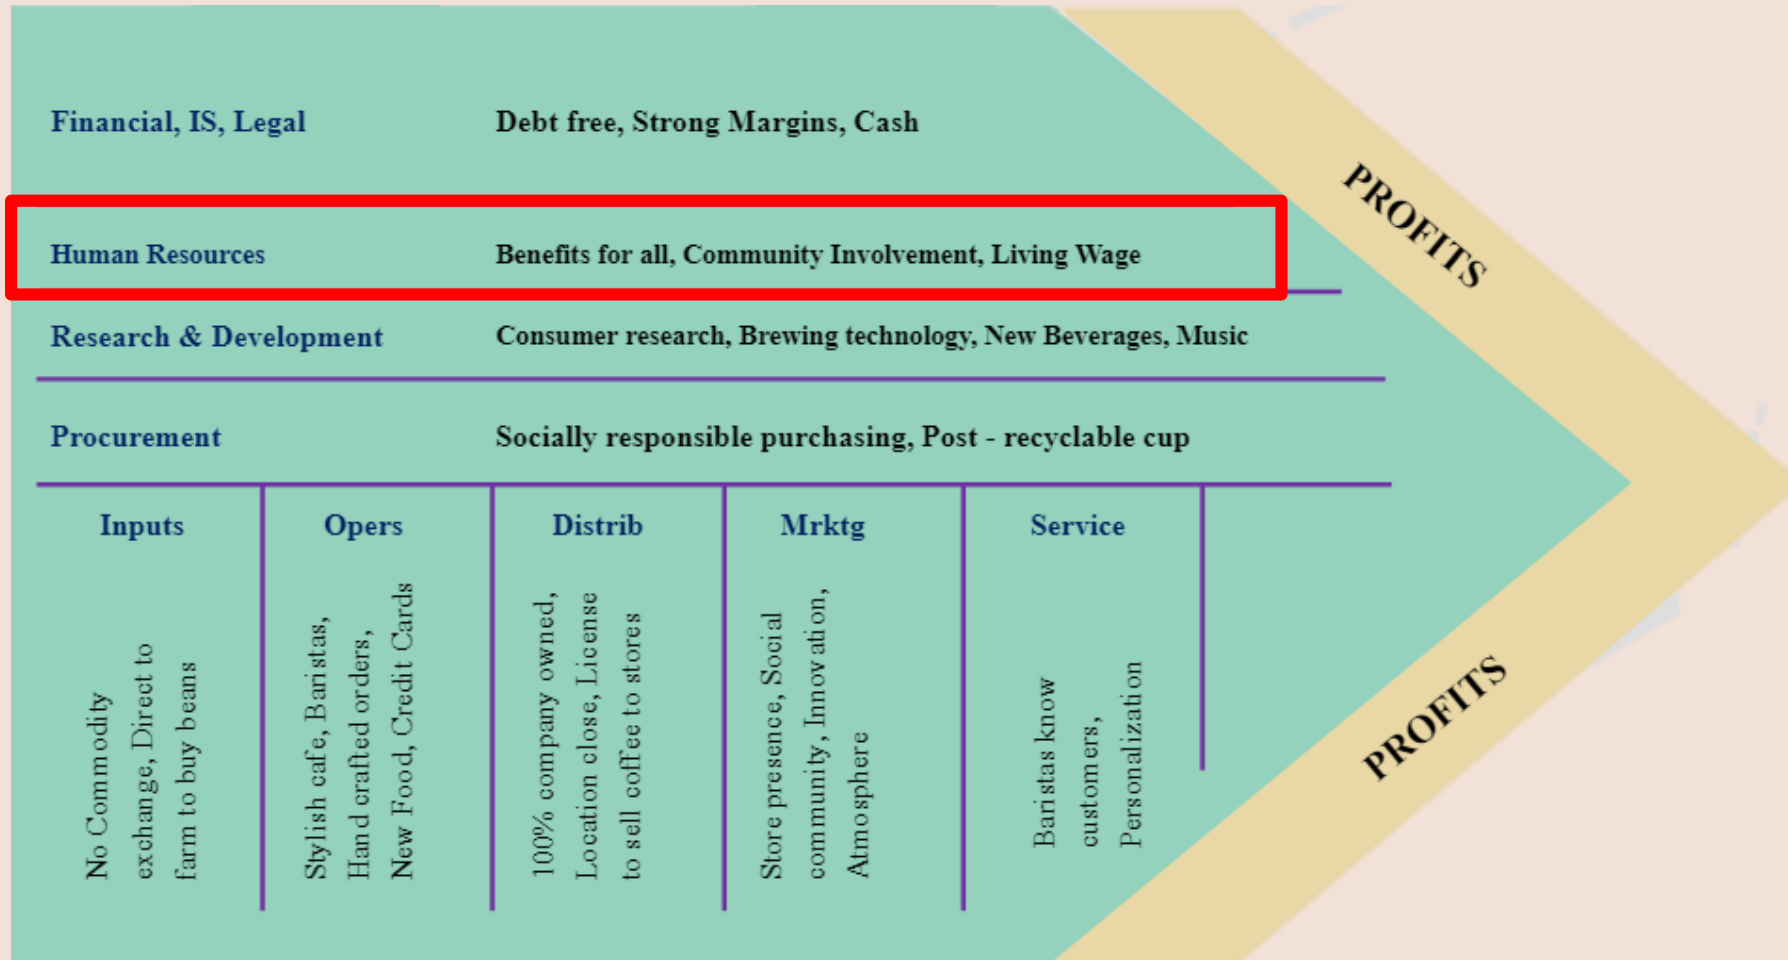 Financial, IS, Legal
Debt free, Strong Margins, Cash
Human Resources
Benefits for all, Community Involvement, Living Wage
Research & Development
Consumer research, Brewing technology, New Beverages, Music
Procurement
Socially responsible purchasing, Post - recyclable cup
Inputs
Opers
Distrib
Mrktg
Service
No Commodity
exchange, Direct to
farm to buy beans
Stylish cafe, Baristas,
Hand crafted orders,
New Food, Credit Cards
100% company owned,
Location close, License
to sell coffee to stores
Store presence, Social
community, Innovation,
Atmosphere
Baristas know
customers,
Personalization
PROFITS
PROFITS